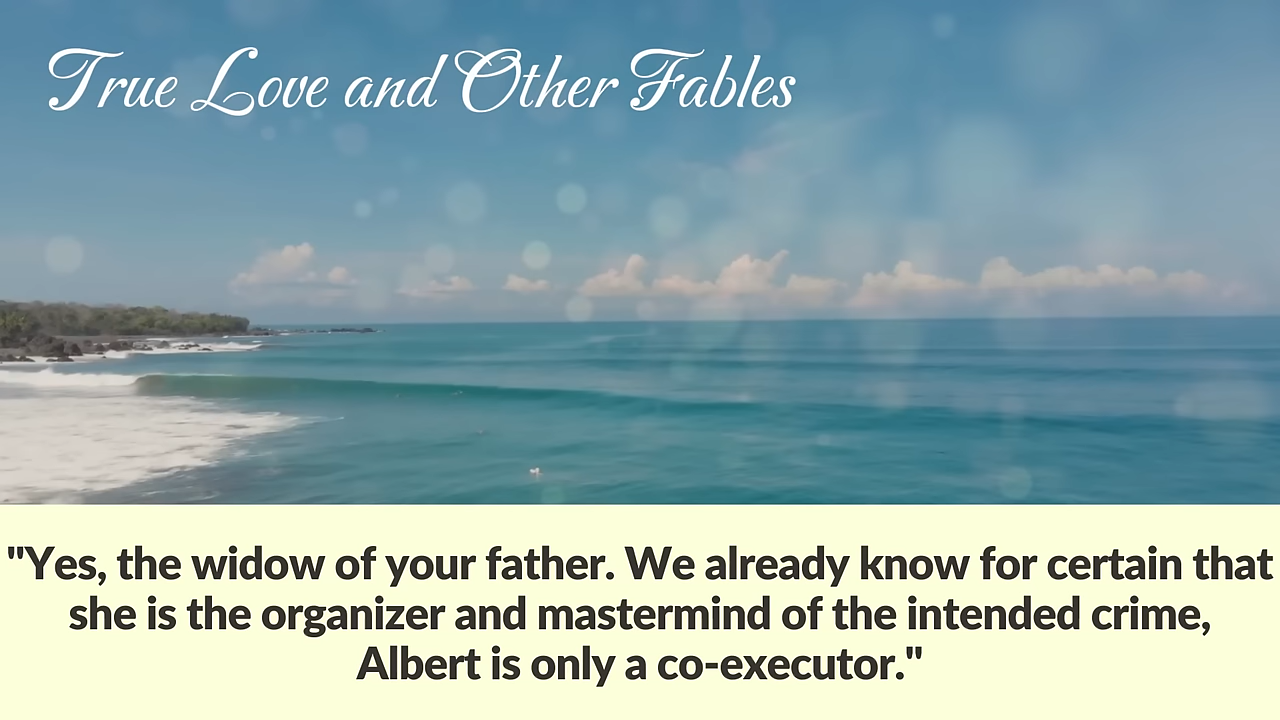 True Love and Other Fables
"Yes, the widow of your father. We already know for certain that
she is the organizer and mastermind of the intended crime,
Albert is only a co-executor."